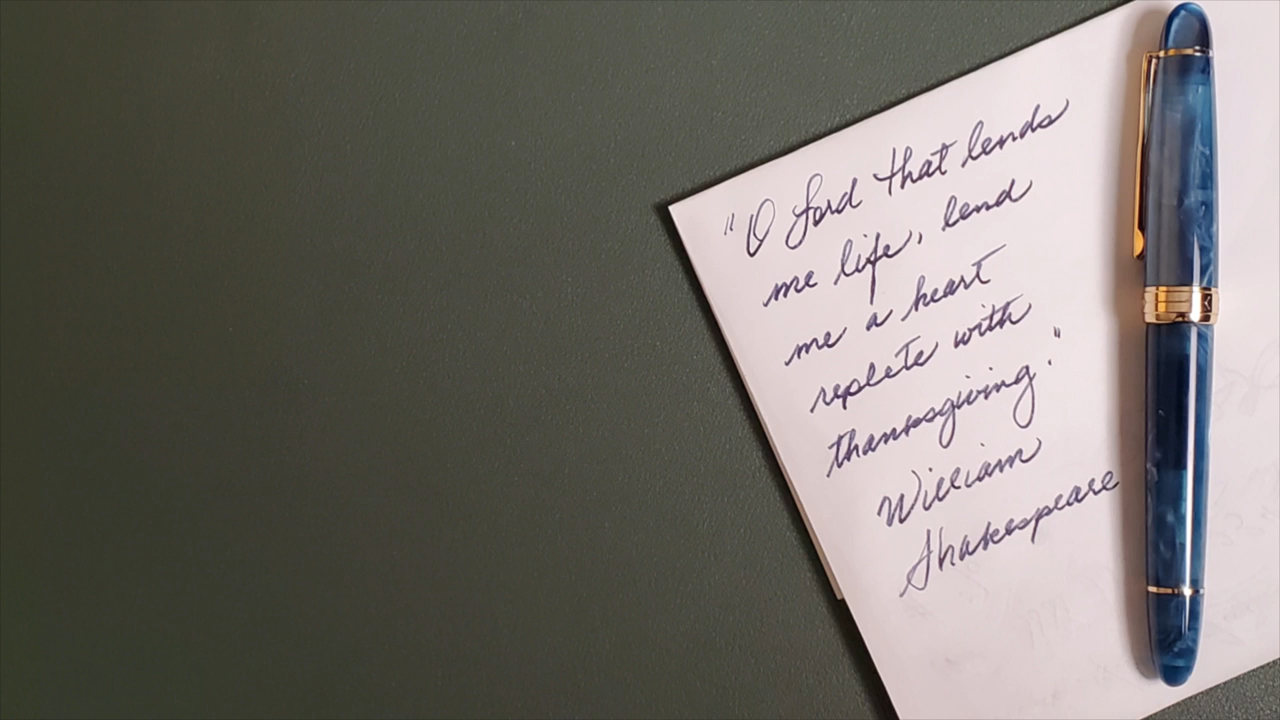 "O Lord that lends
me life, lend
me a heart
replete with
thanksgiving."
William
Shakespeare